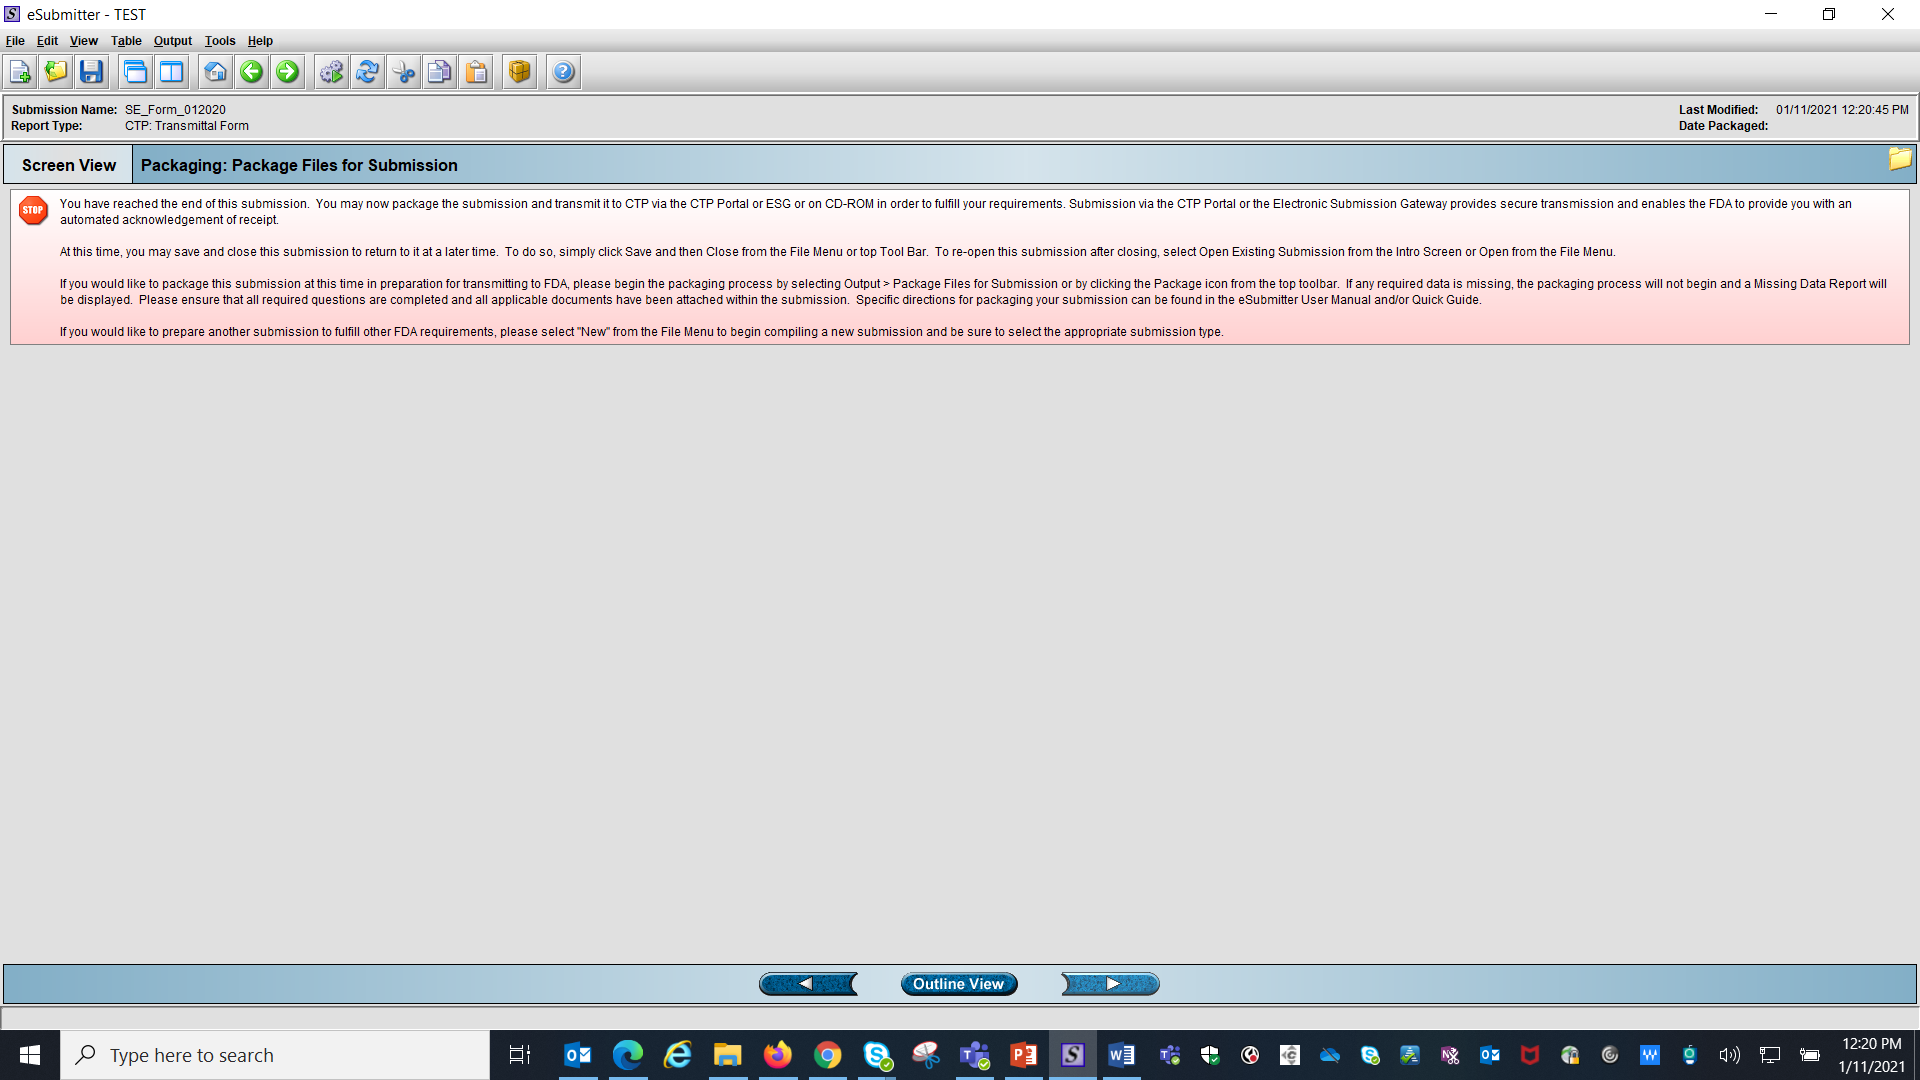 eSubmitter - TEST
File Edit View Table Output Tools Help
Submission Name: SE_Form_012020
Report Type: CTP: Transmittal Form
Last Modified: 01/11/2021 12:20:45 PM
Date Packaged:
Screen View
Packaging: Package Files for Submission
STOP
You have reached the end of this submission. You may now package the submission and transmit it to CTP via the CTP Portal or ESG or on CD-ROM in order to fulfill your requirements. Submission via the CTP Portal or the Electronic Submission Gateway provides secure transmission and enables the FDA to provide you with an
automated acknowledgement of receipt.
At this time, you may save and close this submission to return to it at a later time. To do so, simply click Save and then Close from the File Menu or top Tool Bar. To re-open this submission after closing, select Open Existing Submission from the Intro Screen or Open from the File Menu.
If you would like to package this submission at this time in preparation for transmitting to FDA, please begin the packaging process by selecting Output > Package Files for Submission or by clicking the Package icon from the top toolbar. If any required data is missing, the packaging process will not begin and a Missing Data Report will
be displayed. Please ensure that all required questions are completed and all applicable documents have been attached within the submission. Specific directions for packaging your submission can be found in the eSubmitter User Manual and/or Quick Guide.
If you would like to prepare another submission to fulfill other FDA requirements, please select "New" from the File Menu to begin compiling a new submission and be sure to select the appropriate submission type.
Outline View
Type here to search
12:20 PM
1/11/2021